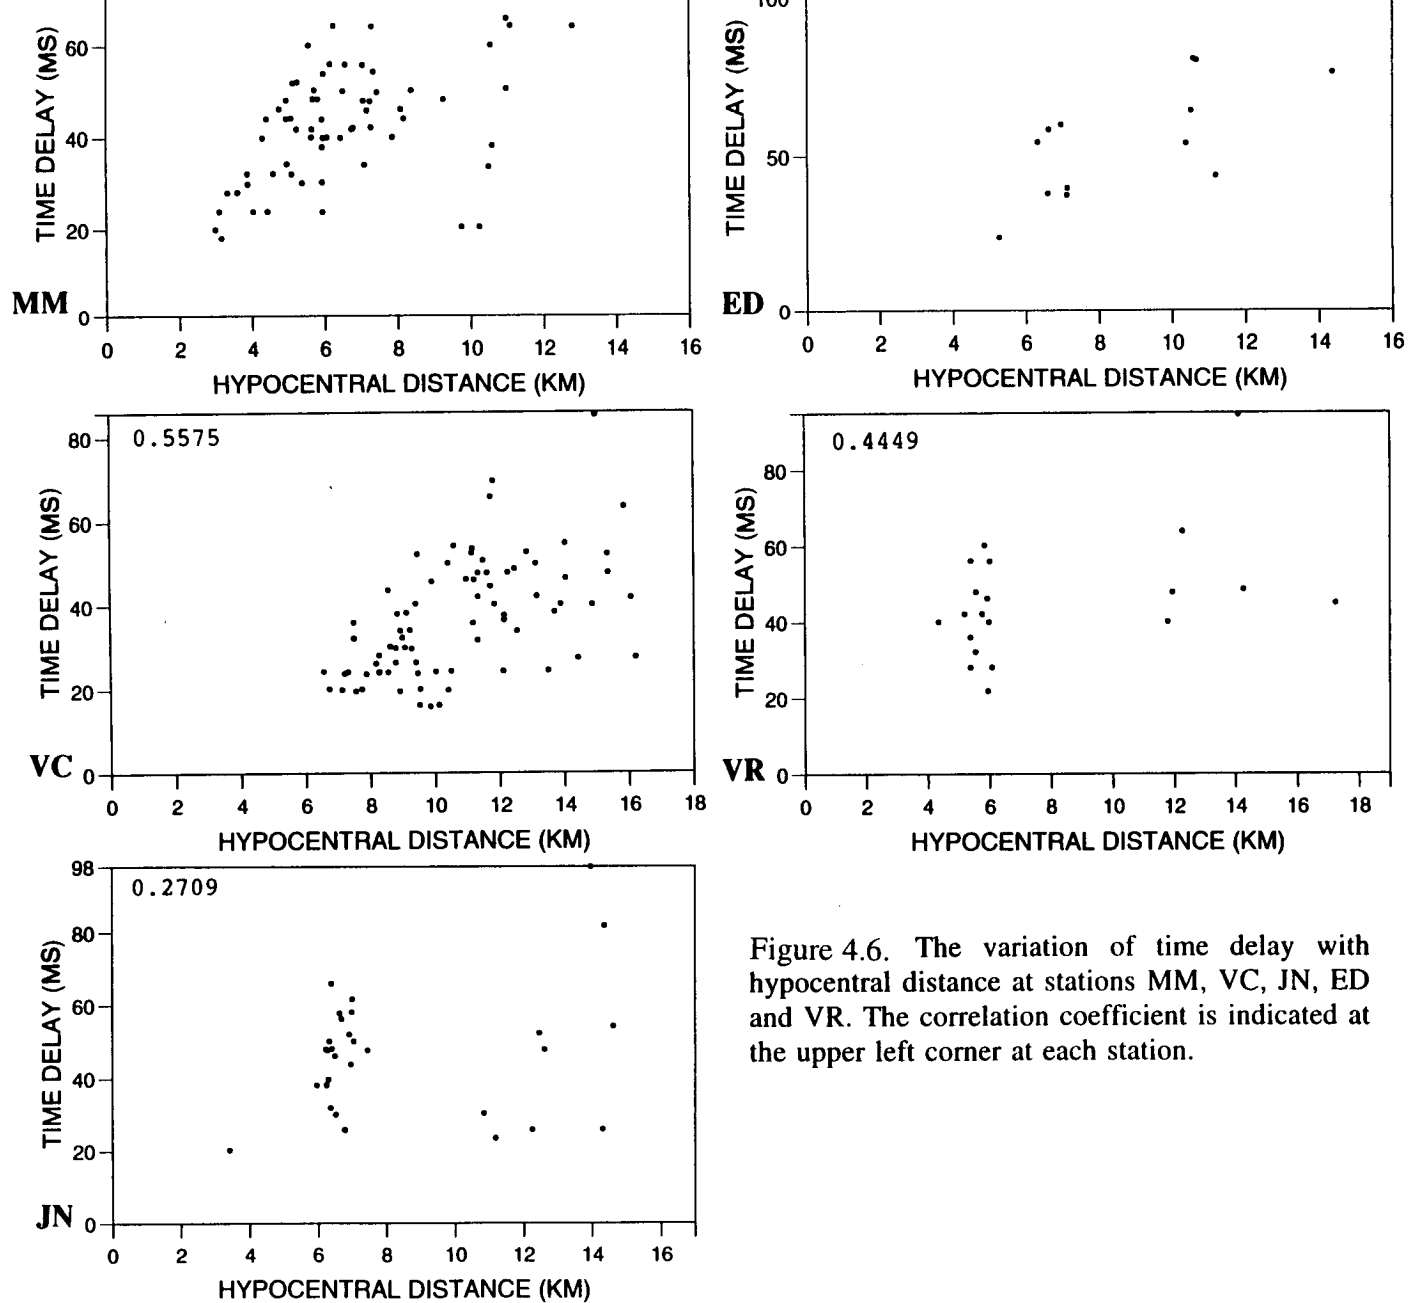 60
40
20
0
TIME DELAY (MS)
MM
0 2 4 6 8 10 12 14 16
HYPOCENTRAL DISTANCE (KM)
100
50
0
TIME DELAY (MS)
ED
0 2 4 6 8 10 12 14 16
HYPOCENTRAL DISTANCE (KM)
0.5575
80
60
40
20
0
TIME DELAY (MS)
VC
0 2 4 6 8 10 12 14 16 18
HYPOCENTRAL DISTANCE (KM)
0.4449
80
60
40
20
0
TIME DELAY (MS)
VR
0 2 4 6 8 10 12 14 16 18
HYPOCENTRAL DISTANCE (KM)
98
0.2709
80
60
40
20
0
TIME DELAY (MS)
JN
0 2 4 6 8 10 12 14 16
HYPOCENTRAL DISTANCE (KM)
Figure 4.6. The variation of time delay with
hypocentral distance at stations MM, VC, JN, ED
and VR. The correlation coefficient is indicated at
the upper left corner at each station.